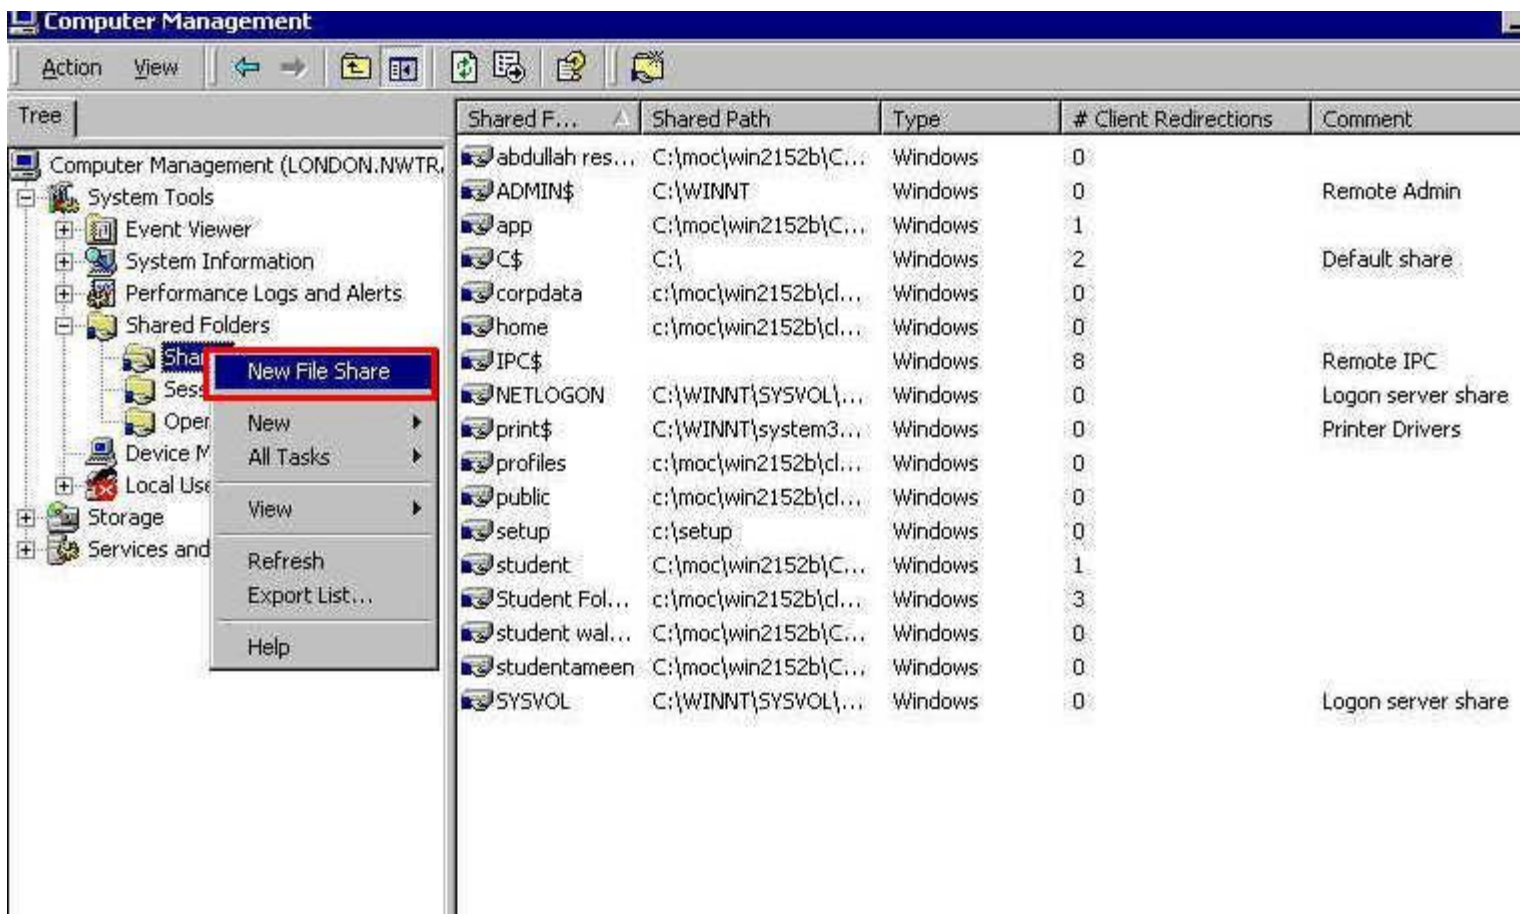 Computer Management
Action View
Tree
Shared F... Shared Path Type # Client Redirections Comment
Computer Management (LONDON.NWTR
System Tools
Event Viewer
System Information
Performance Logs and Alerts
Shared Folders
Shar
Sess
Oper
Device M
Local Use
Storage
Services and
New File Share
New
All Tasks
View
Refresh
Export List...
Help
abdullah res... C:\moc\win2152b\C... Windows 0
ADMIN$ C:\WINNT Windows 0 Remote Admin
app C:\moc\win2152b\C... Windows 1
C$ C:\ Windows 2 Default share
corpdata c:\moc\win2152b\cl... Windows 0
home c:\moc\win2152b\cl... Windows 0
IPC$ Windows 8 Remote IPC
NETLOGON C:\WINNT\SYSVOL\... Windows 0 Logon server share
print$ C:\WINNT\system3... Windows 0 Printer Drivers
profiles c:\moc\win2152b\cl... Windows 0
public c:\moc\win2152b\cl... Windows 0
setup c:\setup Windows 0
student C:\moc\win2152b\C... Windows 1
Student Fol... c:\moc\win2152b\cl... Windows 3
student wal... C:\moc\win2152b\C... Windows 0
studentameen C:\moc\win2152b\C... Windows 0
SYSVOL C:\WINNT\SYSVOL\... Windows 0 Logon server share